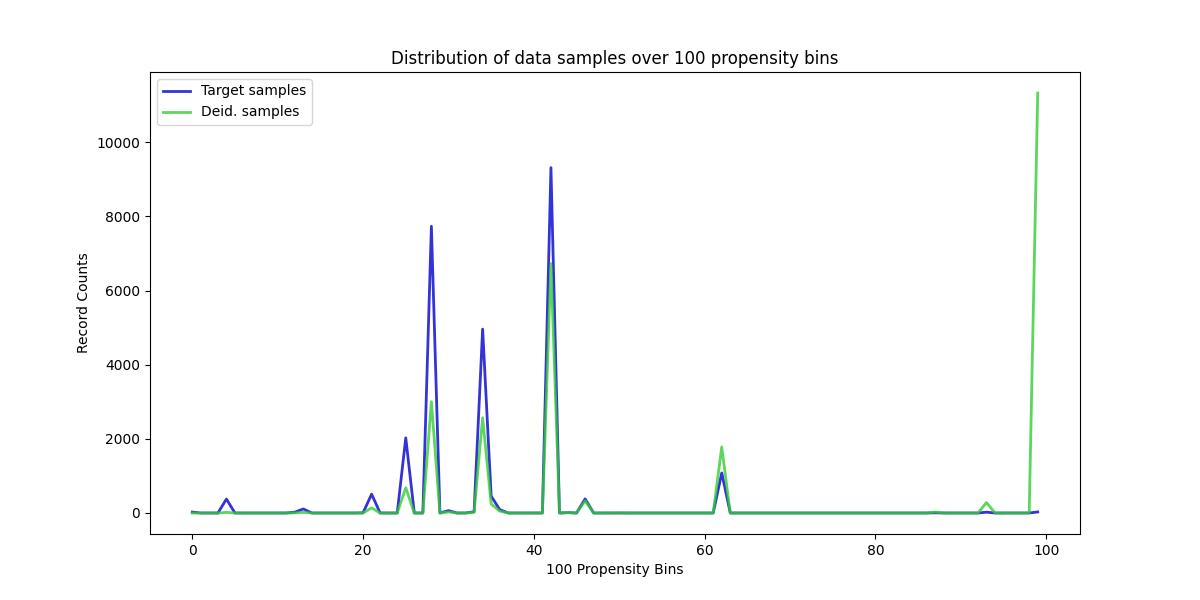 Distribution of data samples over 100 propensity bins
Target samples
Deid. samples
Record Counts
10000
8000
6000
4000
2000
0
0 20 40 60 80 100
100 Propensity Bins